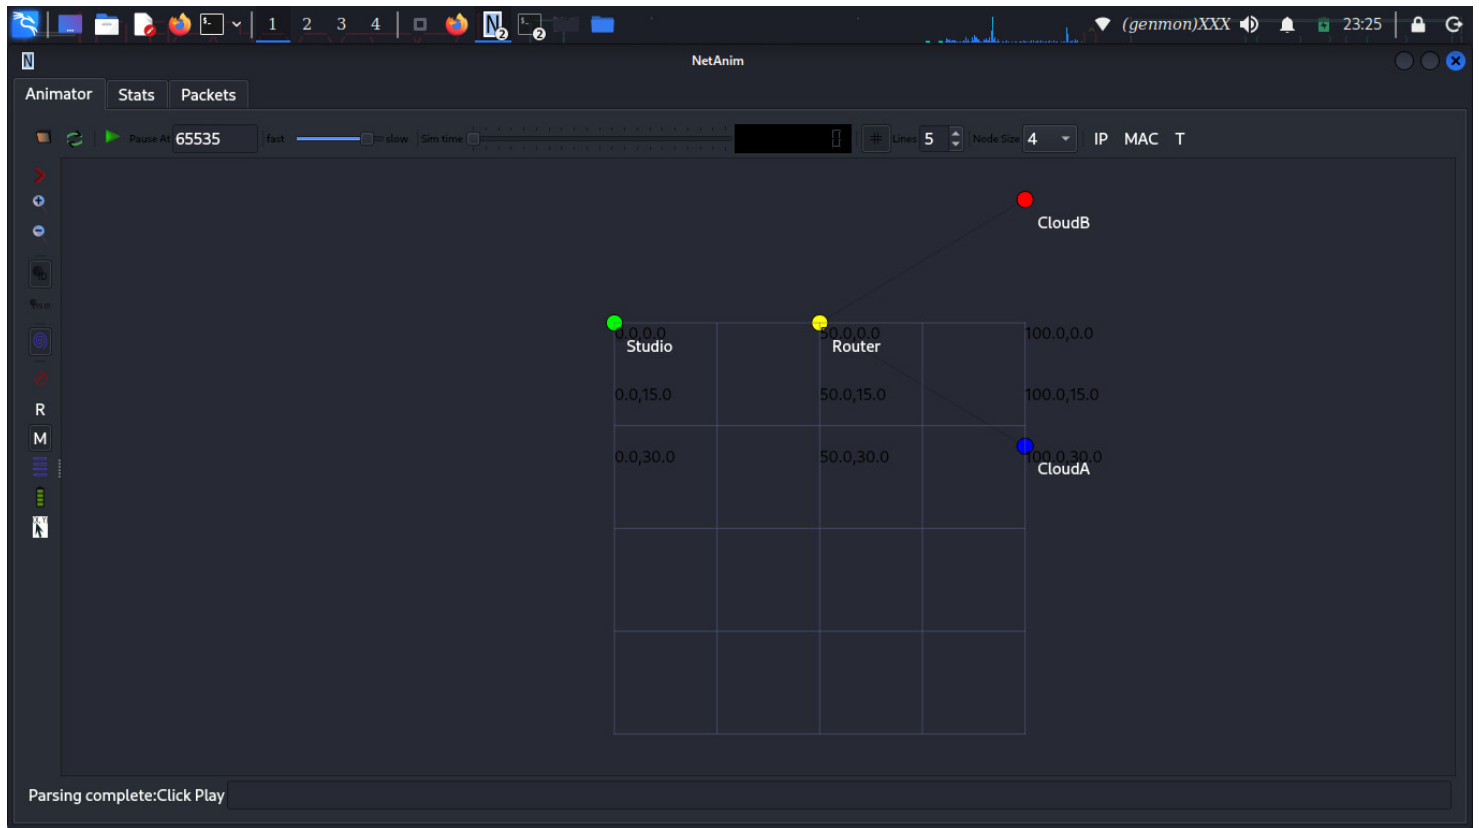 1 2 3 4 2 2 (genmon)XXX 23:25
NetAnim
Animator Stats Packets
Pause At 65535 fast slow Sim time 0 # Lines 5 Node Size 4 IP MAC T
CloudB
0.0,0.0 50.0,0.0 100.0,0.0
Studio Router
0.0,15.0 50.0,15.0 100.0,15.0
R
M
0.0,30.0 50.0,30.0 100.0,30.0
CloudA
Parsing complete:Click Play